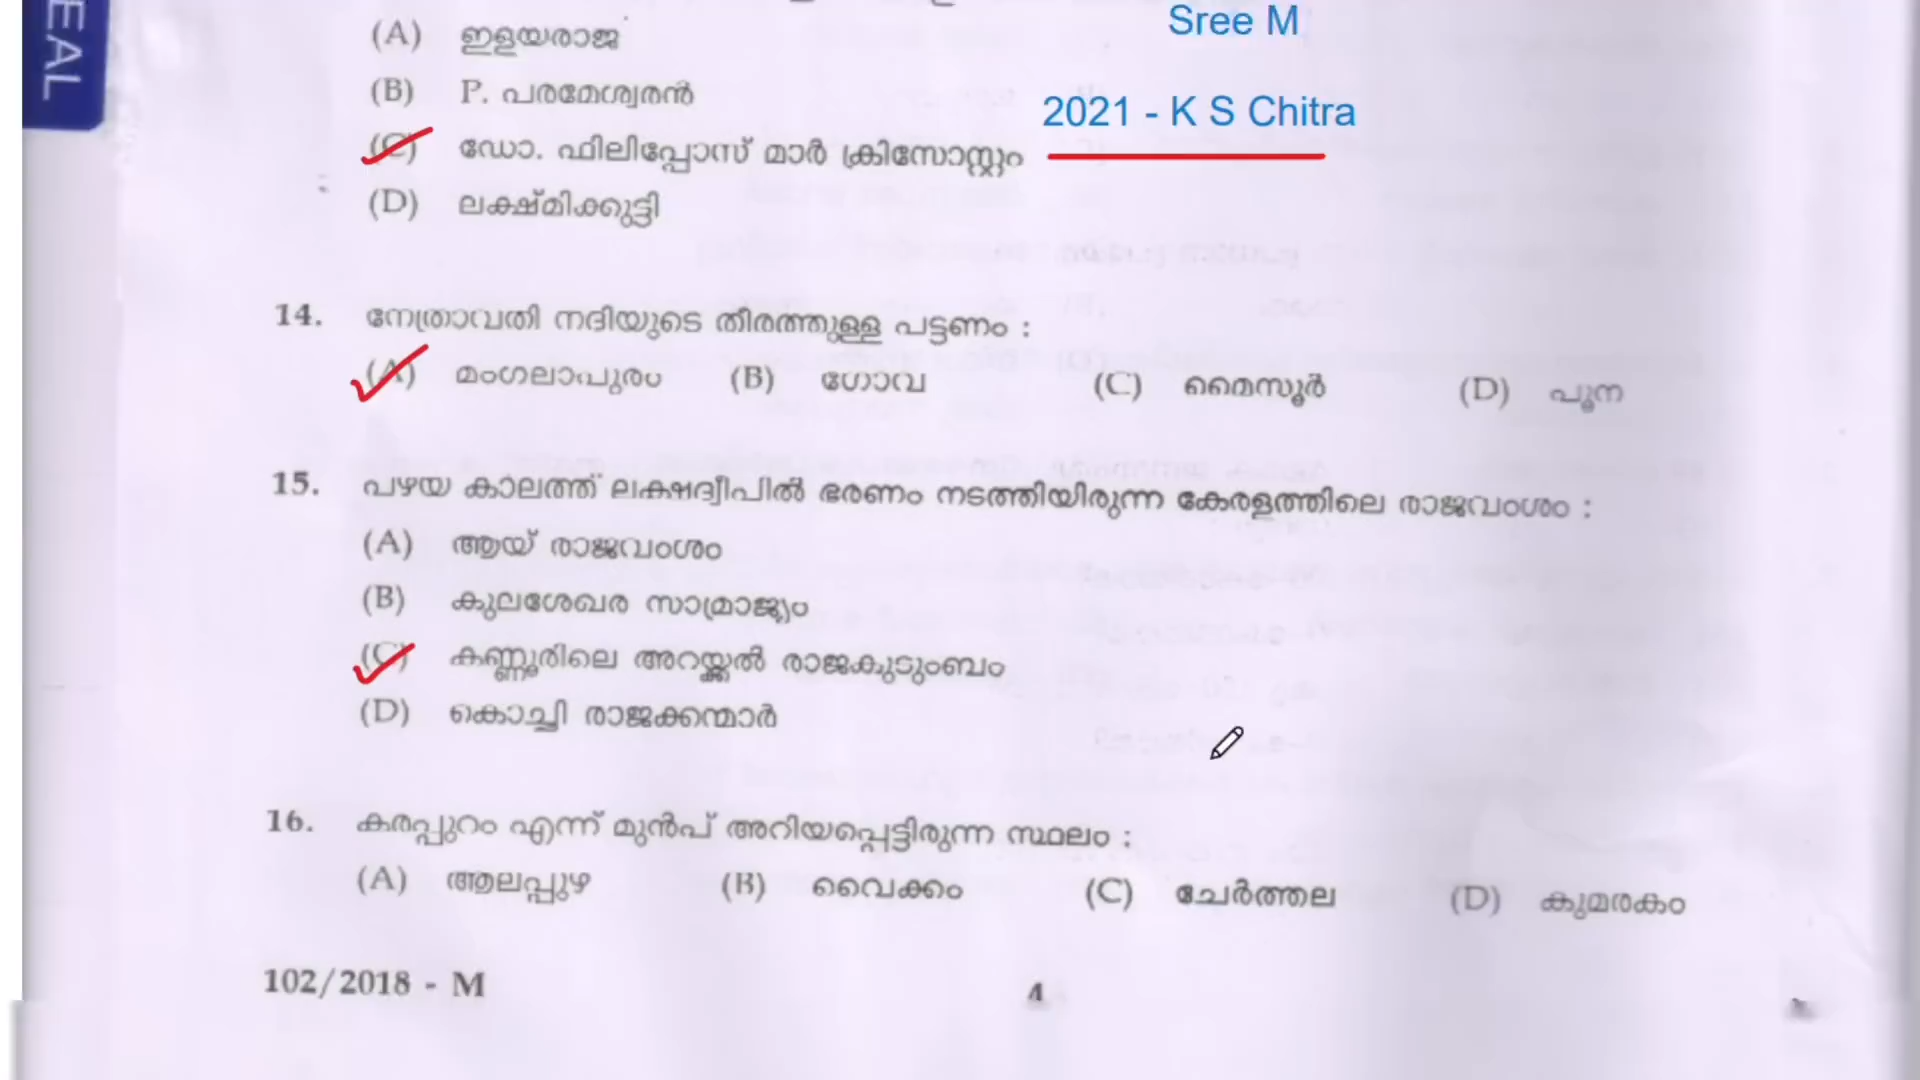 EAL
Sree M
(A) ഇളയരാജ
(B) P. പരമേശ്വരൻ
2021 - K S Chitra
(C) ഡോ. ഫിലിപ്പോസ് മാർ ക്രിസോസ്റ്റം
(D) ലക്ഷ്മിക്കുട്ടി
14. നേത്രാവതി നദിയുടെ തീരത്തുള്ള പട്ടണം :
(A) മംഗലാപുരം (B) ഗോവ (C) മൈസൂർ (D) പൂന
15. പഴയ കാലത്ത് ലക്ഷദ്വീപിൽ ഭരണം നടത്തിയിരുന്ന കേരളത്തിലെ രാജവംശം :
(A) ആയ് രാജവംശം
(B) കുലശേഖര സാമ്രാജ്യം
(C) കണ്ണൂരിലെ അറയ്ക്കൽ രാജകുടുംബം
(D) കൊച്ചി രാജക്കന്മാർ
16. കരപ്പുറം എന്ന് മുൻപ് അറിയപ്പെട്ടിരുന്ന സ്ഥലം :
(A) ആലപ്പുഴ (B) വൈക്കം (C) ചേർത്തല (D) കുമരകം
102/2018 - M 4